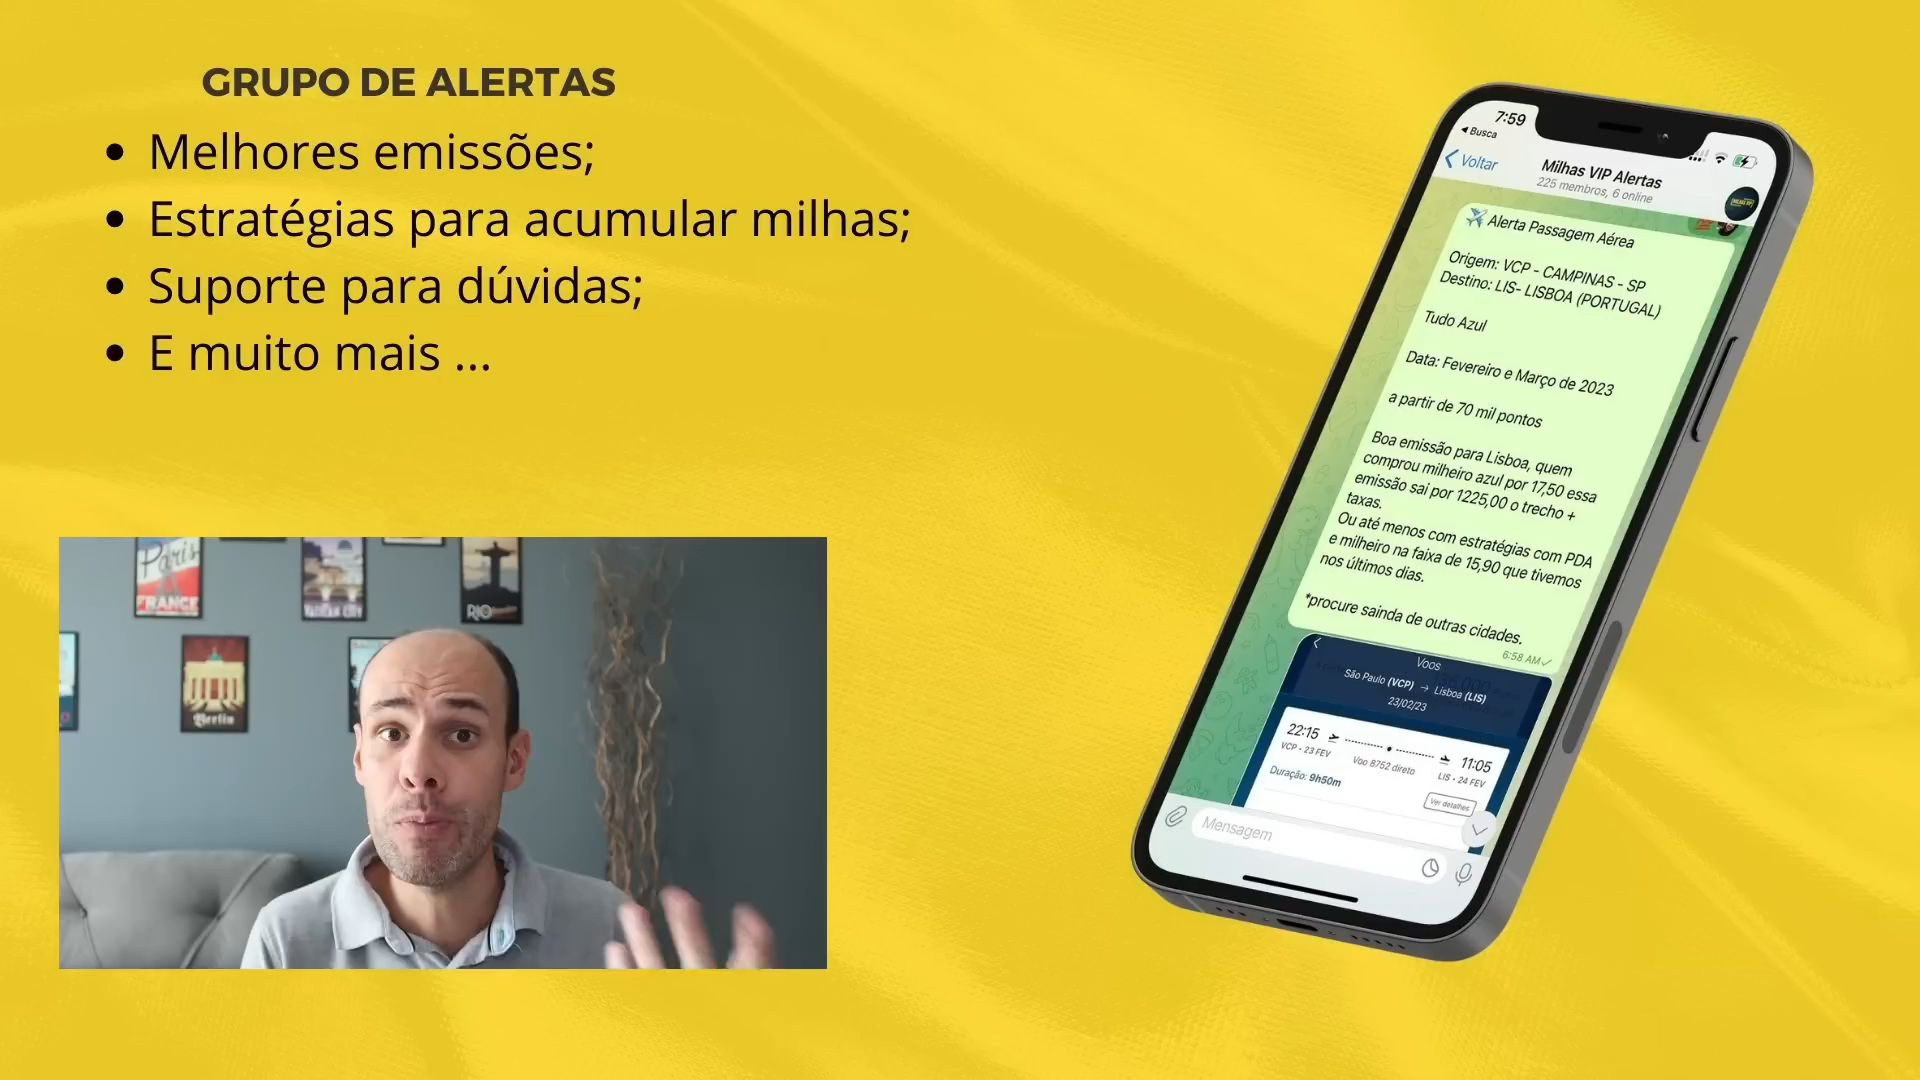 GRUPO DE ALERTAS
Melhores emissões;
Estratégias para acumular milhas;
Suporte para dúvidas;
E muito mais ...
7:59
Busca
Voltar
Milhas VIP Alertas
225 membros, 6 online
Alerta Passagem Aérea
Origem: VCP - CAMPINAS - SP
Destino: LIS- LISBOA (PORTUGAL)
Tudo Azul
Data: Fevereiro e Março de 2023
a partir de 70 mil pontos
Boa emissão para Lisboa, quem
comprou milheiro azul por 17,50 essa
emissão sai por 1225,00 o trecho +
taxas.
Ou até menos com estratégias com PDA
e milheiro na faixa de 15,90 que tivemos
nos últimos dias.
*procure sainda de outras cidades.
6:58 AM
Voos
São Paulo (VCP) → Lisboa (LIS)
23/02/23
22:15
11:05
VCP - 23 FEV
Voo 8752 direto
LIS - 24 FEV
Duração: 9h50m
Ver detalhes
Mensagem
Paris
FRANCE
VATICAN CITY
RIO
Berlin